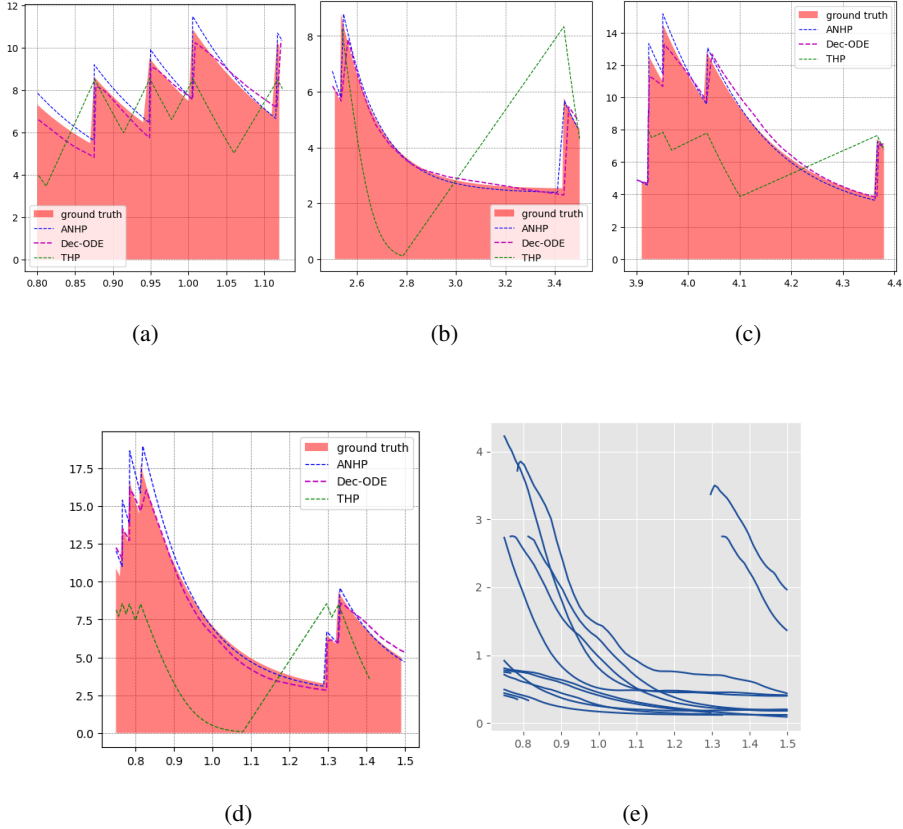 12
10
8
6
4
2
0
ground truth
ANHP
Dec-ODE
THP
0.80 0.85 0.90 0.95 1.00 1.05 1.10
(a)
8
6
4
2
0
ground truth
ANHP
Dec-ODE
THP
2.6 2.8 3.0 3.2 3.4
(b)
14
12
10
8
6
4
2
0
ground truth
ANHP
Dec-ODE
THP
3.9 4.0 4.1 4.2 4.3 4.4
(c)
17.5
15.0
12.5
10.0
7.5
5.0
2.5
0.0
ground truth
ANHP
Dec-ODE
THP
0.8 0.9 1.0 1.1 1.2 1.3 1.4 1.5
(d)
4
3
2
1
0
0.8 0.9 1.0 1.1 1.2 1.3 1.4 1.5
(e)